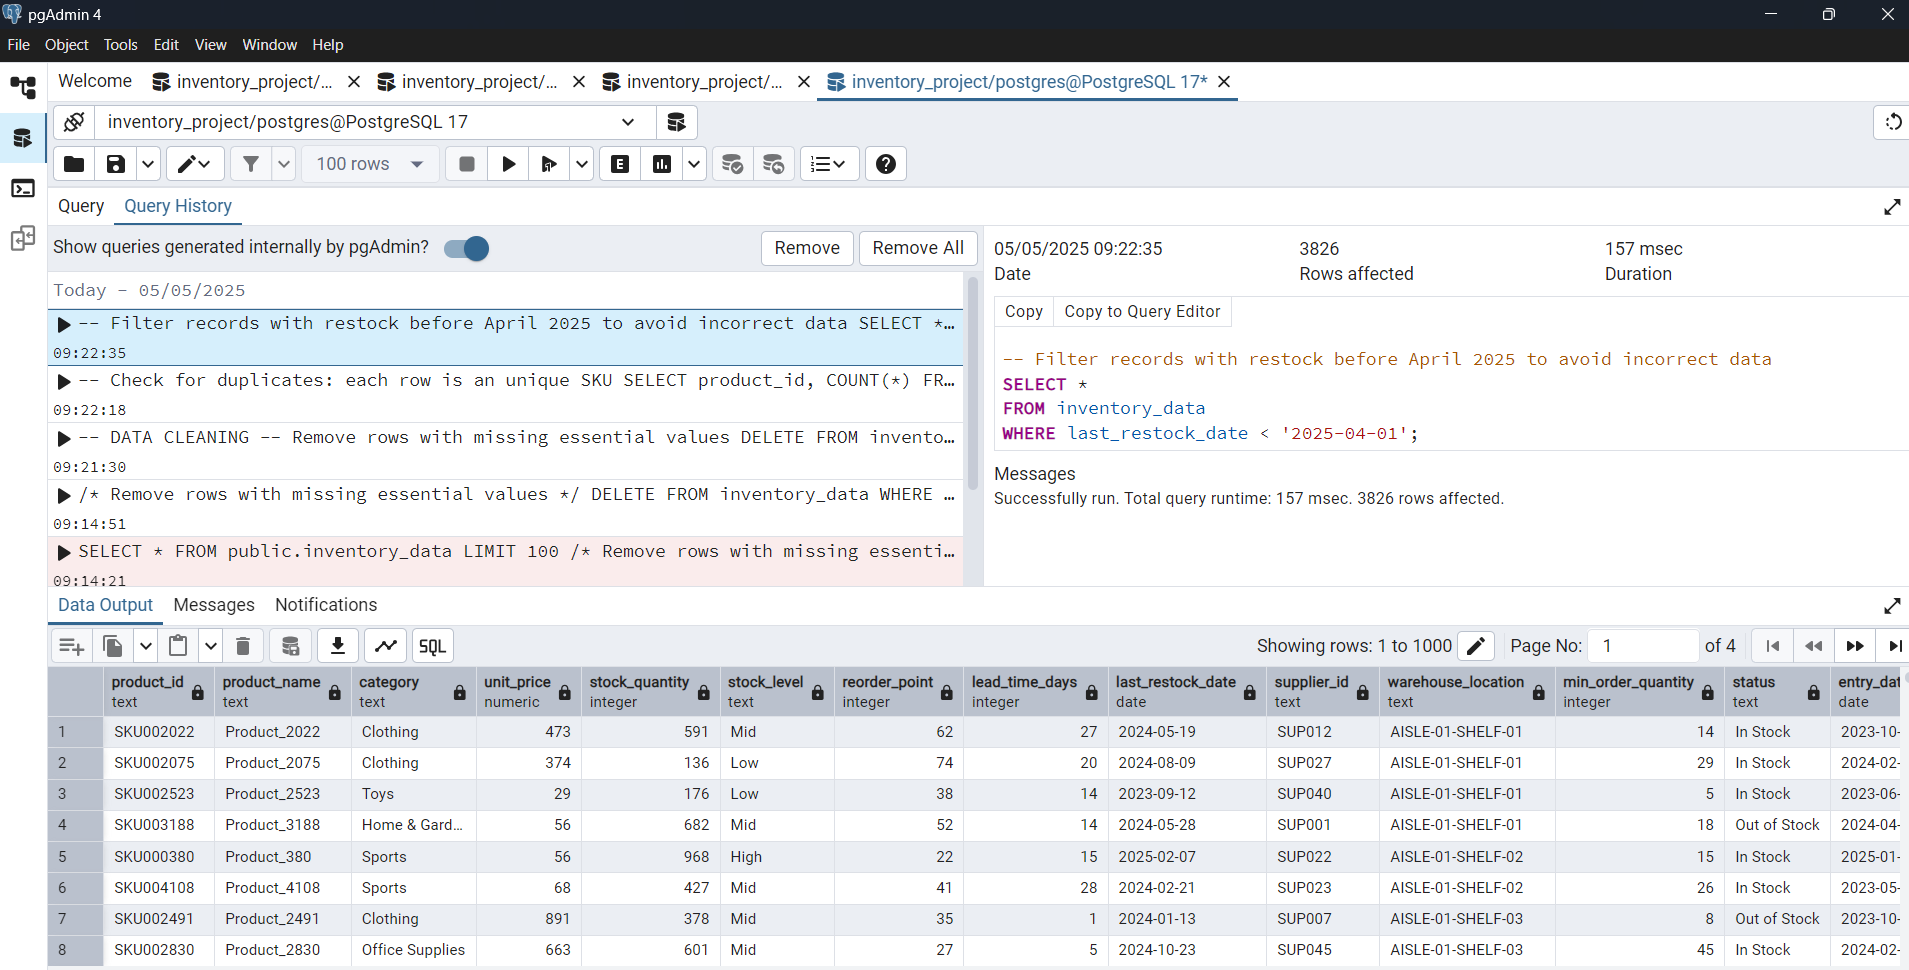 pgAdmin 4
File Object Tools Edit View Window Help
Welcome inventory_project/... inventory_project/... inventory_project/... inventory_project/postgres@PostgreSQL 17*
inventory_project/postgres@PostgreSQL 17
100 rows
Query Query History
Show queries generated internally by pgAdmin? Remove Remove All
Today - 05/05/2025
-- Filter records with restock before April 2025 to avoid incorrect data SELECT *…
09:22:35
-- Check for duplicates: each row is an unique SKU SELECT product_id, COUNT(*) FR…
09:22:18
-- DATA CLEANING -- Remove rows with missing essential values DELETE FROM invento…
09:21:30
/* Remove rows with missing essential values */ DELETE FROM inventory_data WHERE …
09:14:51
SELECT * FROM public.inventory_data LIMIT 100 /* Remove rows with missing essenti…
09:14:21
05/05/2025 09:22:35 3826 157 msec
Date Rows affected Duration
Copy Copy to Query Editor
-- Filter records with restock before April 2025 to avoid incorrect data
SELECT *
FROM inventory_data
WHERE last_restock_date < '2025-04-01';
Messages
Successfully run. Total query runtime: 157 msec. 3826 rows affected.
Data Output Messages Notifications
SQL Showing rows: 1 to 1000 Page No: 1 of 4
product_id product_name category unit_price stock_quantity stock_level reorder_point lead_time_days last_restock_date supplier_id warehouse_location min_order_quantity status entry_dat
text text text numeric integer text integer integer date text text integer text date
1 SKU002022 Product_2022 Clothing 473 591 Mid 62 27 2024-05-19 SUP012 AISLE-01-SHELF-01 14 In Stock 2023-10-
2 SKU002075 Product_2075 Clothing 374 136 Low 74 20 2024-08-09 SUP027 AISLE-01-SHELF-01 29 In Stock 2024-02-
3 SKU002523 Product_2523 Toys 29 176 Low 38 14 2023-09-12 SUP040 AISLE-01-SHELF-01 5 In Stock 2023-06-
4 SKU003188 Product_3188 Home & Gard... 56 682 Mid 52 14 2024-05-28 SUP001 AISLE-01-SHELF-01 18 Out of Stock 2024-04-
5 SKU000380 Product_380 Sports 56 968 High 22 15 2025-02-07 SUP022 AISLE-01-SHELF-02 15 In Stock 2025-01-
6 SKU004108 Product_4108 Sports 68 427 Mid 41 28 2024-02-21 SUP023 AISLE-01-SHELF-02 26 In Stock 2023-05-
7 SKU002491 Product_2491 Clothing 891 378 Mid 35 1 2024-01-13 SUP007 AISLE-01-SHELF-03 8 Out of Stock 2023-10-
8 SKU002830 Product_2830 Office Supplies 663 601 Mid 27 5 2024-10-23 SUP045 AISLE-01-SHELF-03 45 In Stock 2024-02-